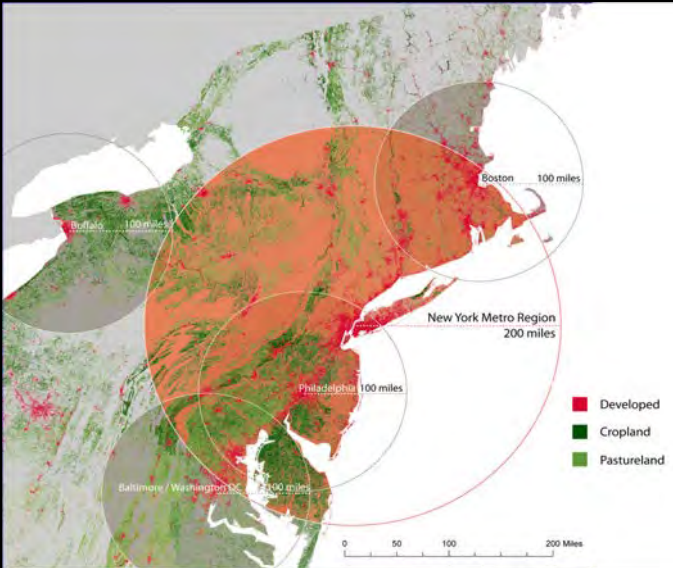 Boston 100 miles
Buffalo 100 miles
New York Metro Region
200 miles
Philadelphia 100 miles
Developed
Cropland
Pastureland
Baltimore / Washington DC 100 miles
0 50 100 200 Miles